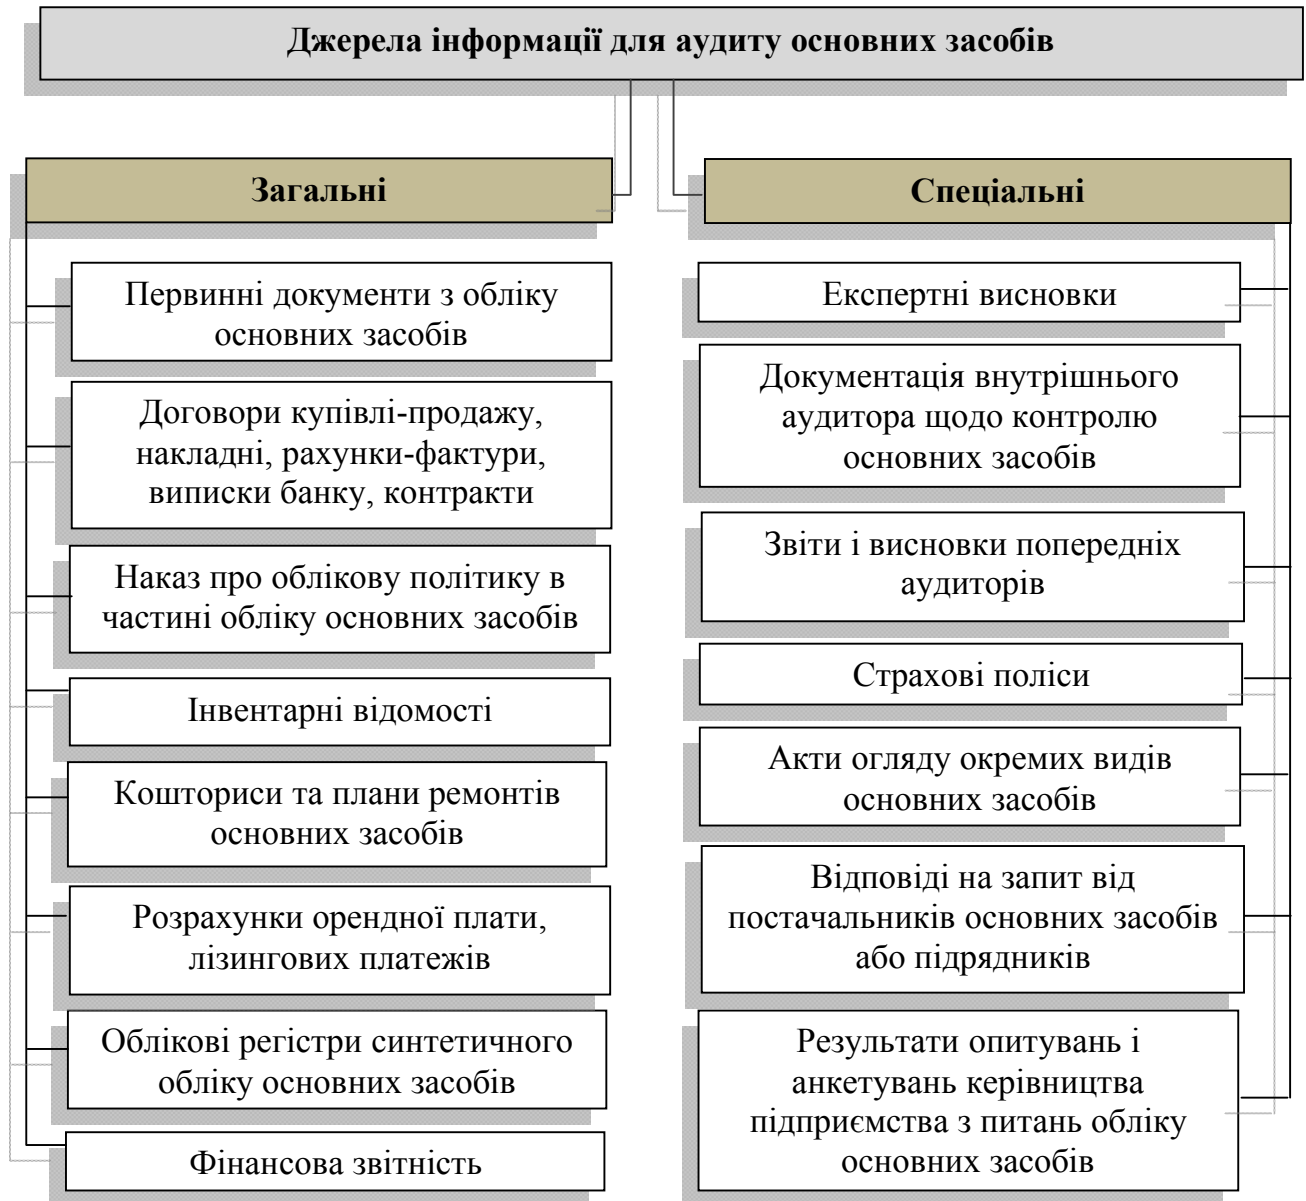 Джерела інформації для аудиту основних засобів
Загальні
Первинні документи з обліку
основних засобів
Договори купівлі-продажу,
накладні, рахунки-фактури,
виписки банку, контракти
Наказ про облікову політику в
частині обліку основних засобів
Інвентарні відомості
Кошториси та плани ремонтів
основних засобів
Розрахунки орендної плати,
лізингових платежів
Облікові регістри синтетичного
обліку основних засобів
Фінансова звітність
Спеціальні
Експертні висновки
Документація внутрішнього
аудитора щодо контролю
основних засобів
Звіти і висновки попередніх
аудиторів
Страхові поліси
Акти огляду окремих видів
основних засобів
Відповіді на запит від
постачальників основних засобів
або підрядників
Результати опитувань і
анкетувань керівництва
підприємства з питань обліку
основних засобів